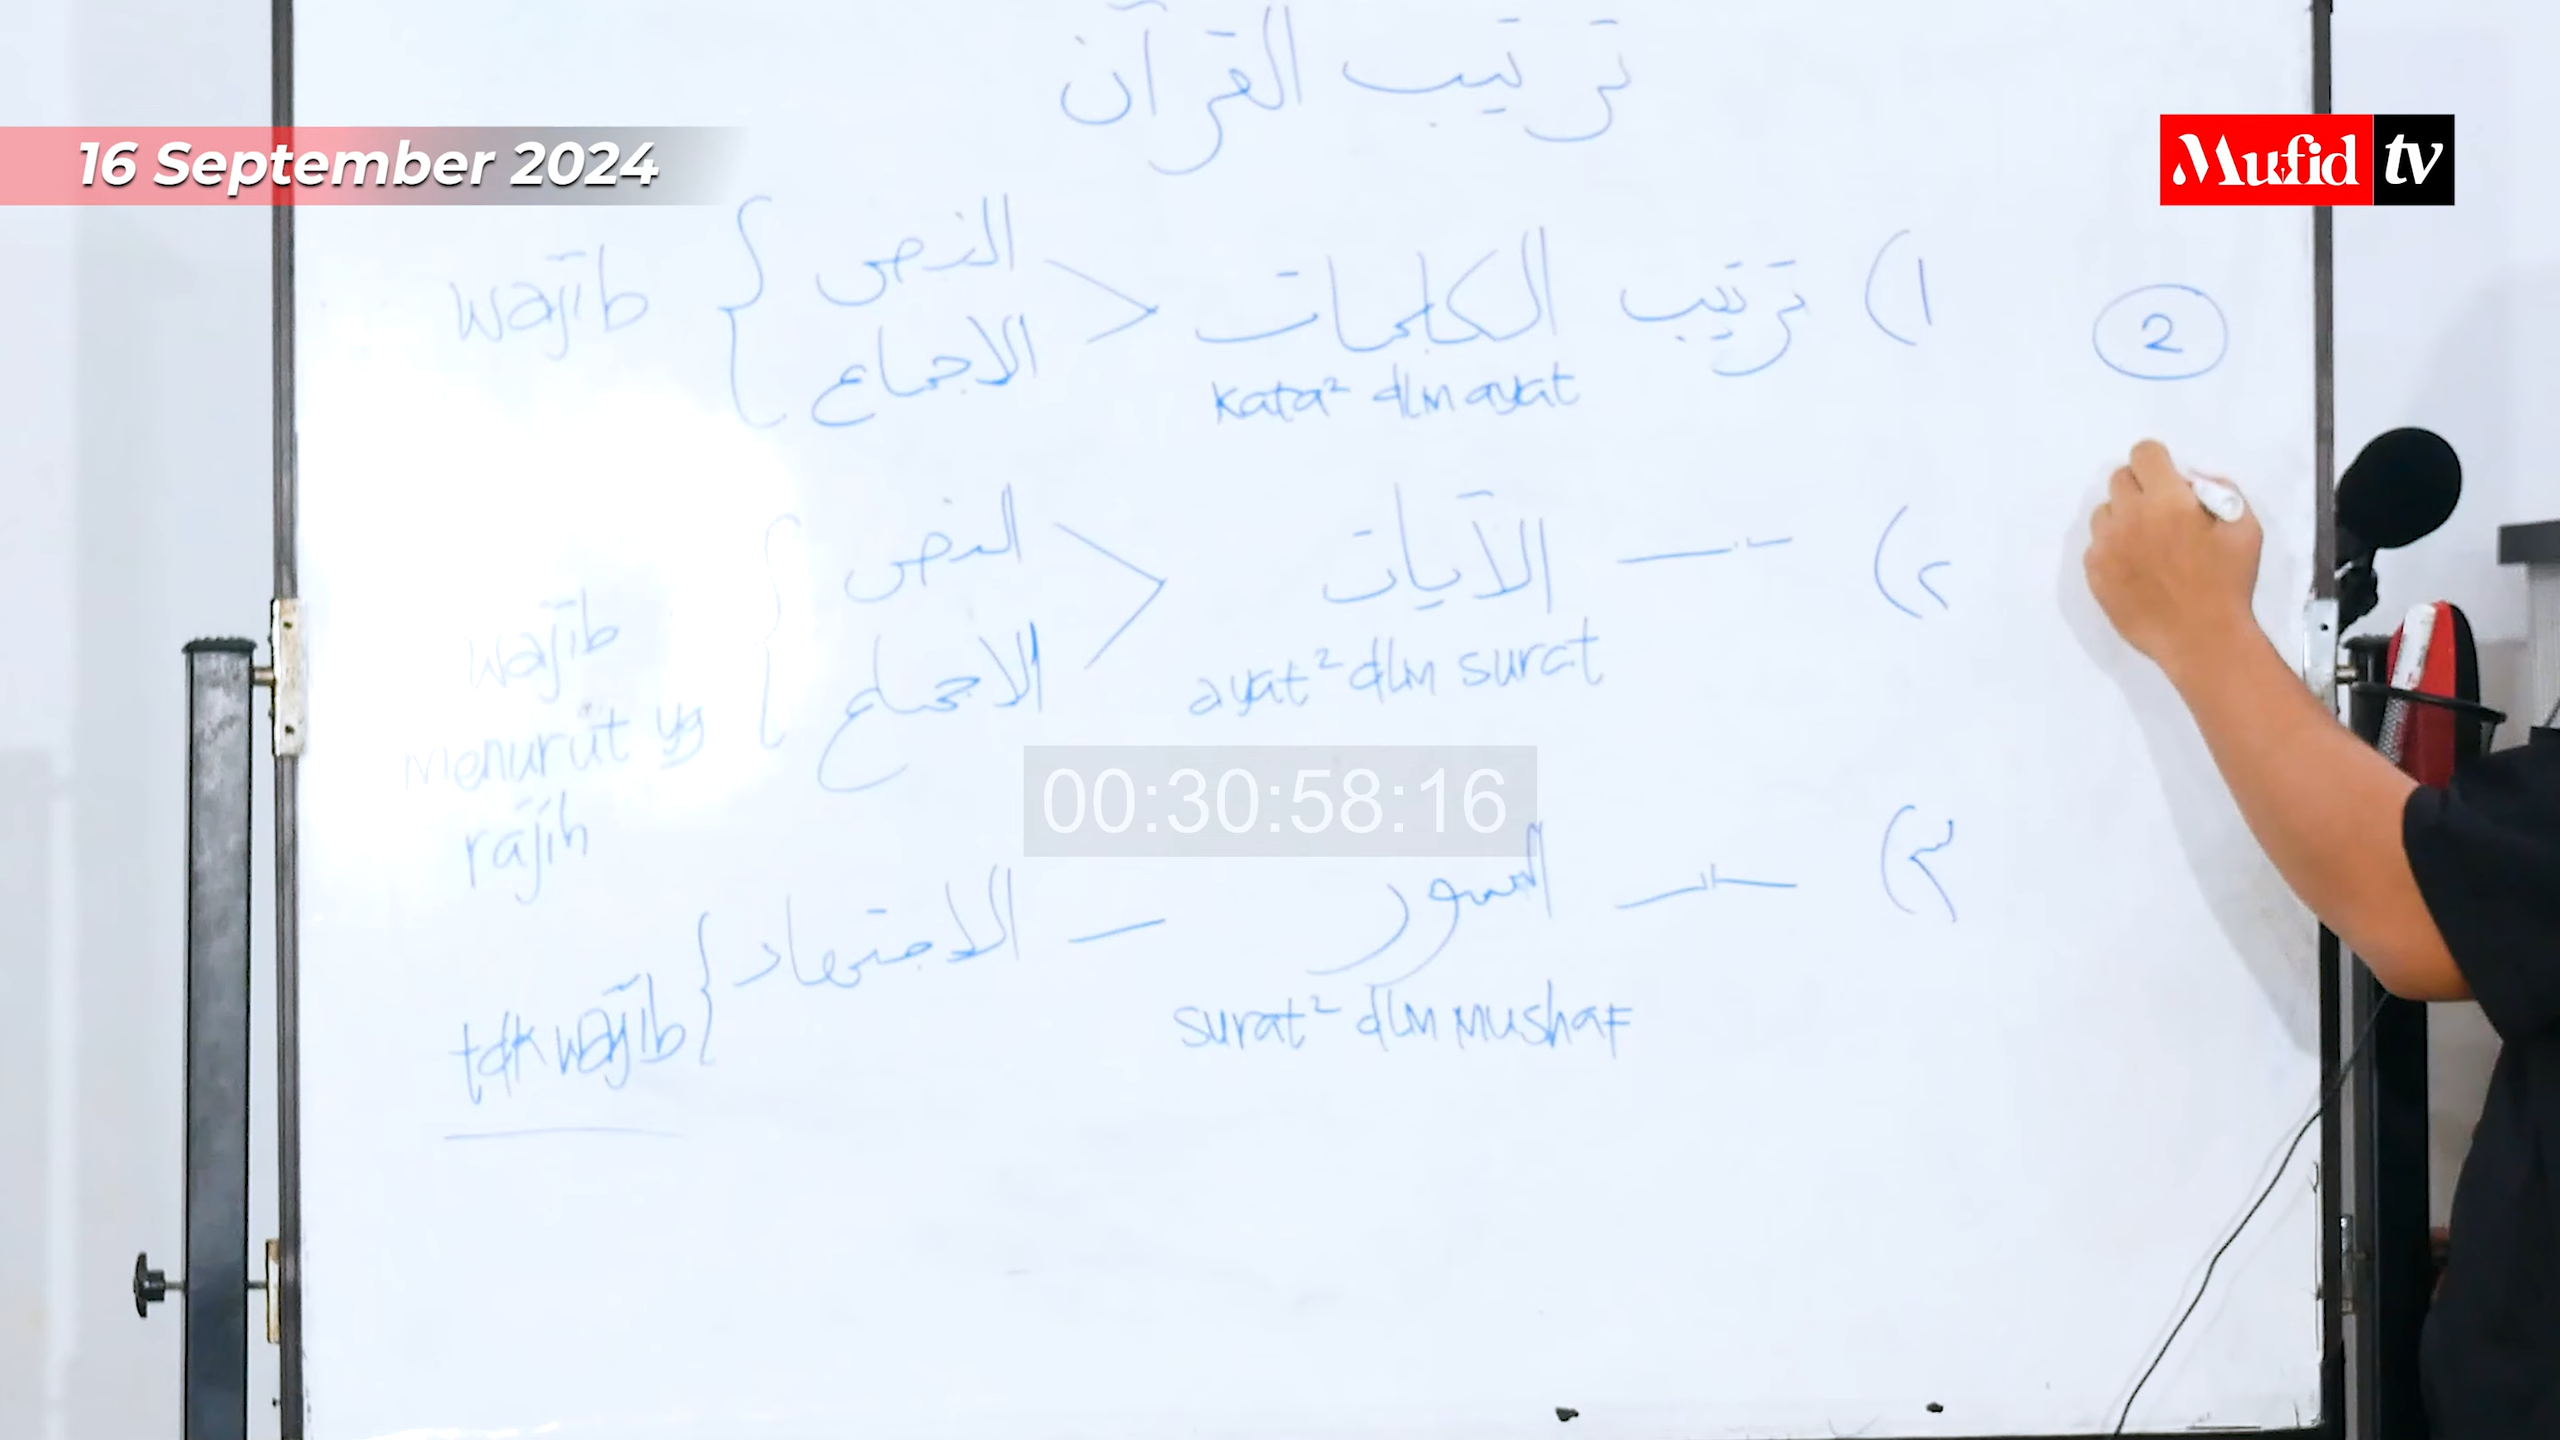 ترتيب القرآن
16 September 2024
Mufid tv
2
١) ترتيب الكلمات < النص } wajib
الاجماع
kata² dlm ayat
٢) — " — الآيات < النص } wajib menurut yg rajih
الاجماع
ayat² dlm surat
00:30:58:16
٣) — " — السور — الاجتهاد } tdk wajib
surat² dlm mushaf